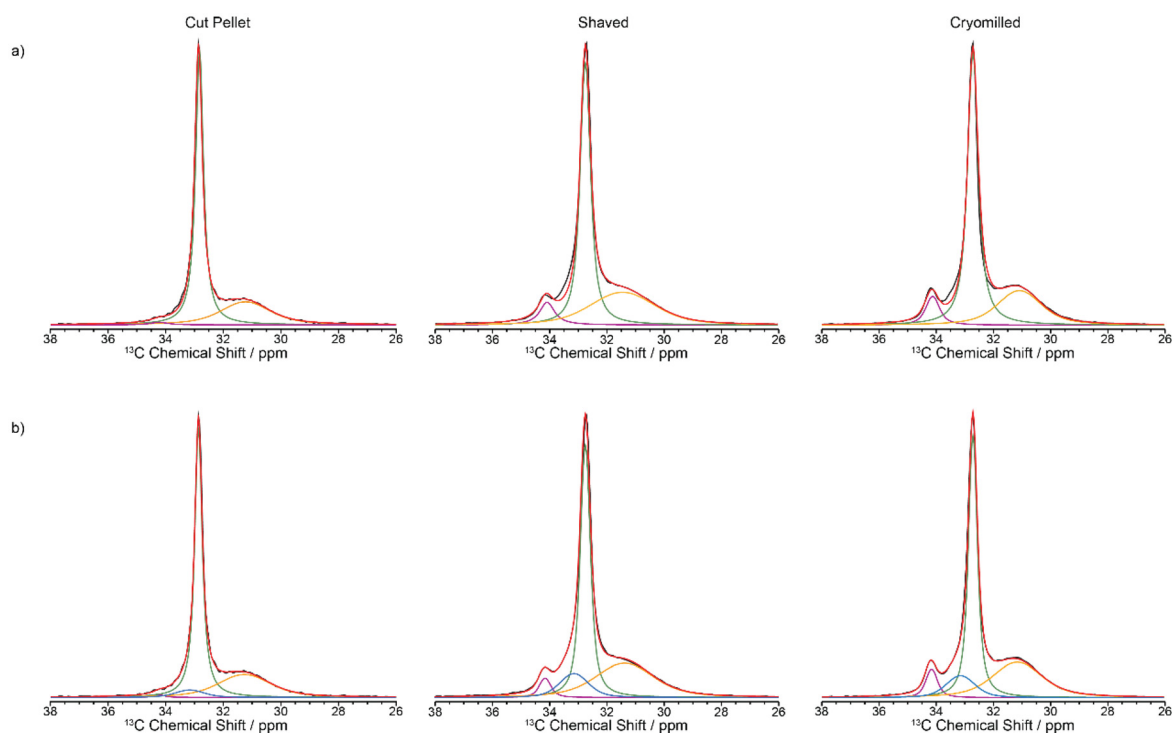 Cut Pellet Shaved Cryomilled
a)
38 36 34 32 30 28 26 38 36 34 32 30 28 26 38 36 34 32 30 28 26
¹³C Chemical Shift / ppm ¹³C Chemical Shift / ppm ¹³C Chemical Shift / ppm
b)
38 36 34 32 30 28 26 38 36 34 32 30 28 26 38 36 34 32 30 28 26
¹³C Chemical Shift / ppm ¹³C Chemical Shift / ppm ¹³C Chemical Shift / ppm